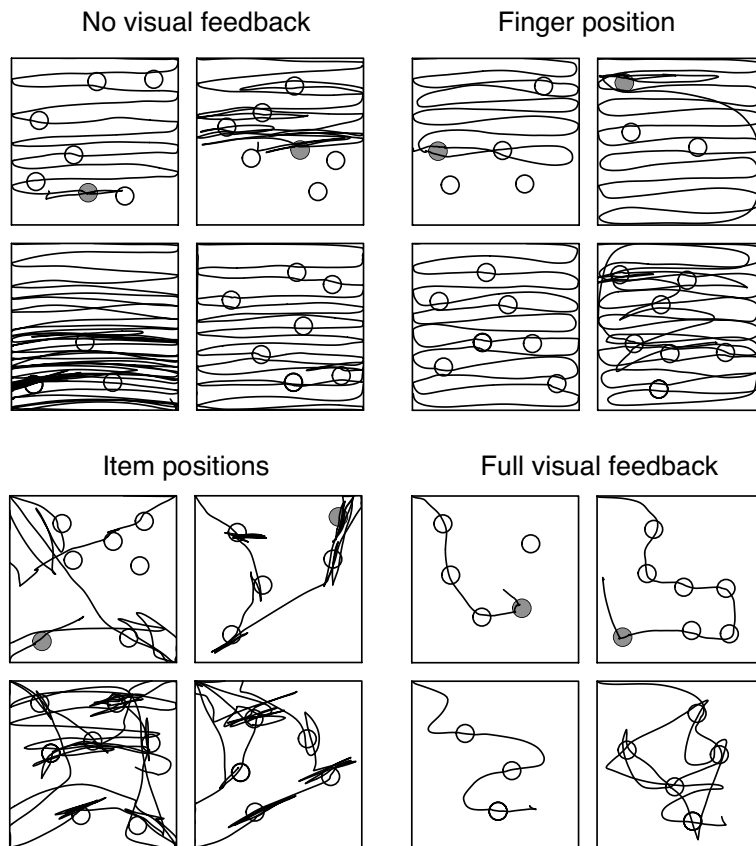 No visual feedback
Finger position
Item positions
Full visual feedback